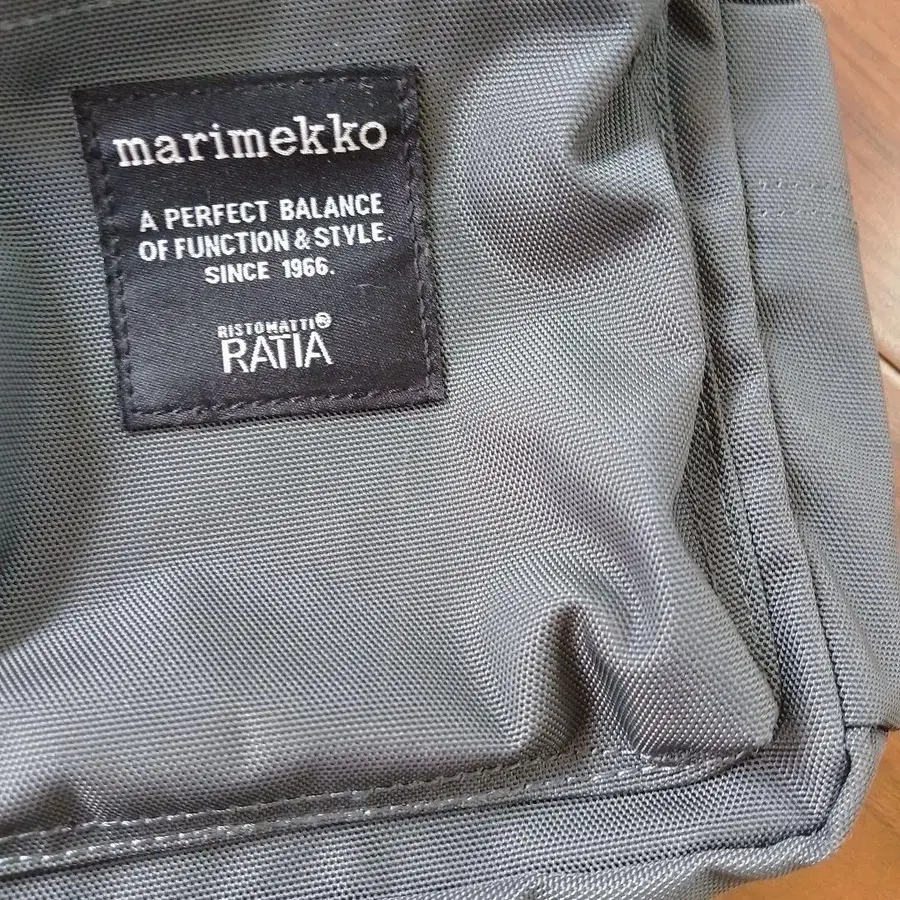 marimekko
A PERFECT BALANCE
OF FUNCTION & STYLE.
SINCE 1966.
RISTOMATTI®
RATIA